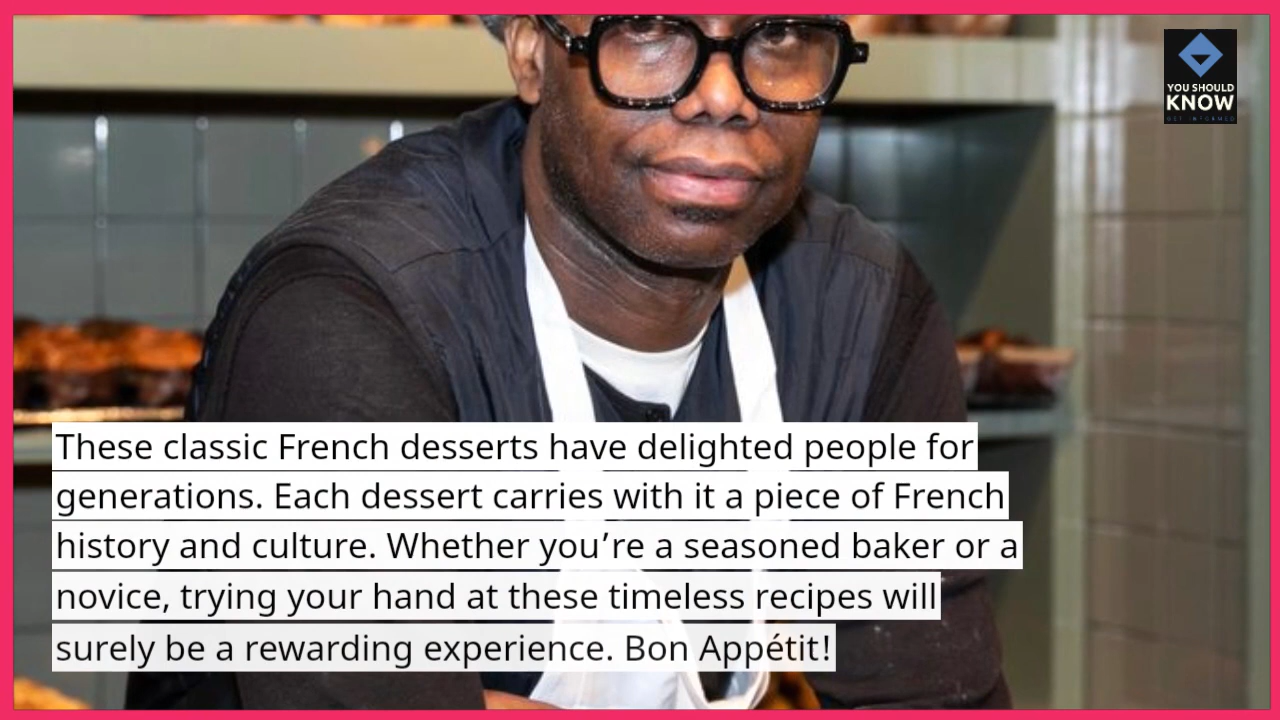 YOU SHOULD
KNOW
GET INFORMED
These classic French desserts have delighted people for
generations. Each dessert carries with it a piece of French
history and culture. Whether you’re a seasoned baker or a
novice, trying your hand at these timeless recipes will
surely be a rewarding experience. Bon Appétit!